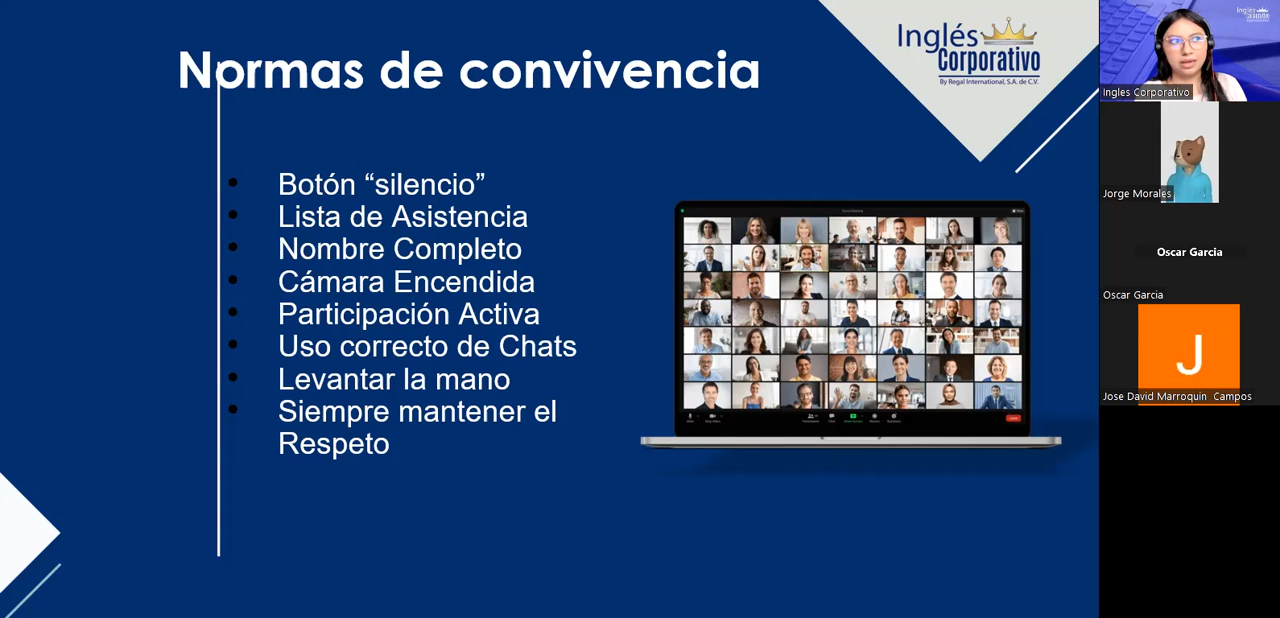 Normas de convivencia
Inglés
Corporativo
By Regal International, S.A. de C.V.
Botón “silencio”
Lista de Asistencia
Nombre Completo
Cámara Encendida
Participación Activa
Uso correcto de Chats
Levantar la mano
Siempre mantener el
Respeto
Ingles Corporativo
Jorge Morales
Oscar Garcia
Oscar Garcia
J
Jose David Marroquin Campos